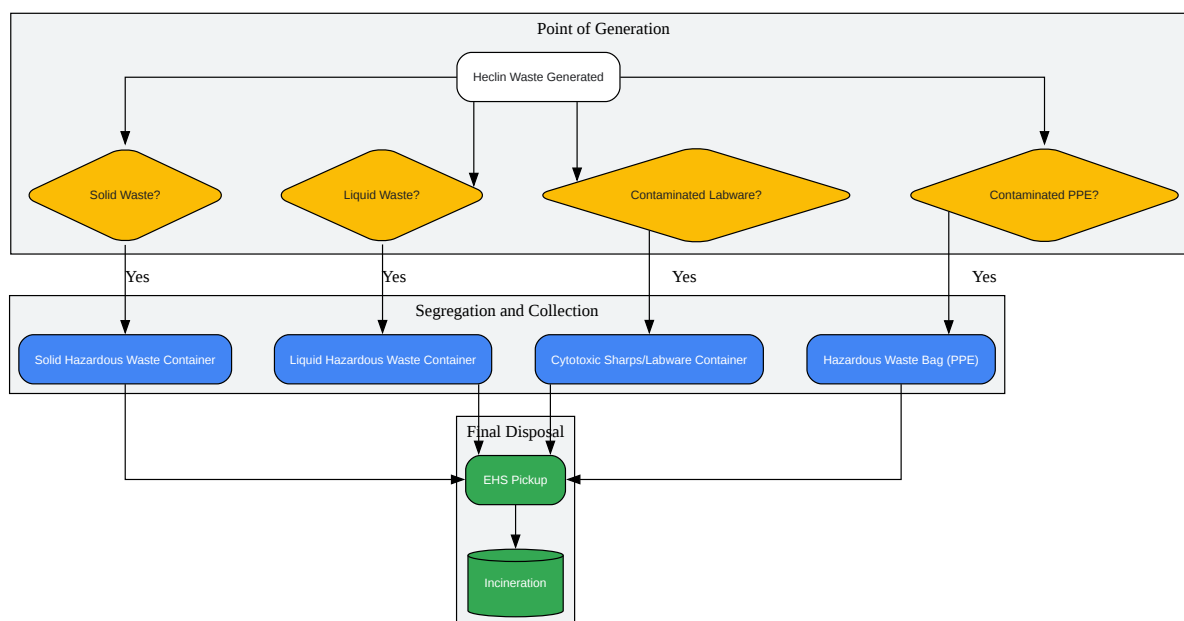 Point of Generation
Heclin Waste Generated
Solid Waste?
Liquid Waste?
Contaminated Labware?
Contaminated PPE?
Yes
Yes
Yes
Yes
Segregation and Collection
Solid Hazardous Waste Container
Liquid Hazardous Waste Container
Cytotoxic Sharps/Labware Container
Hazardous Waste Bag (PPE)
Final Disposal
EHS Pickup
Incineration